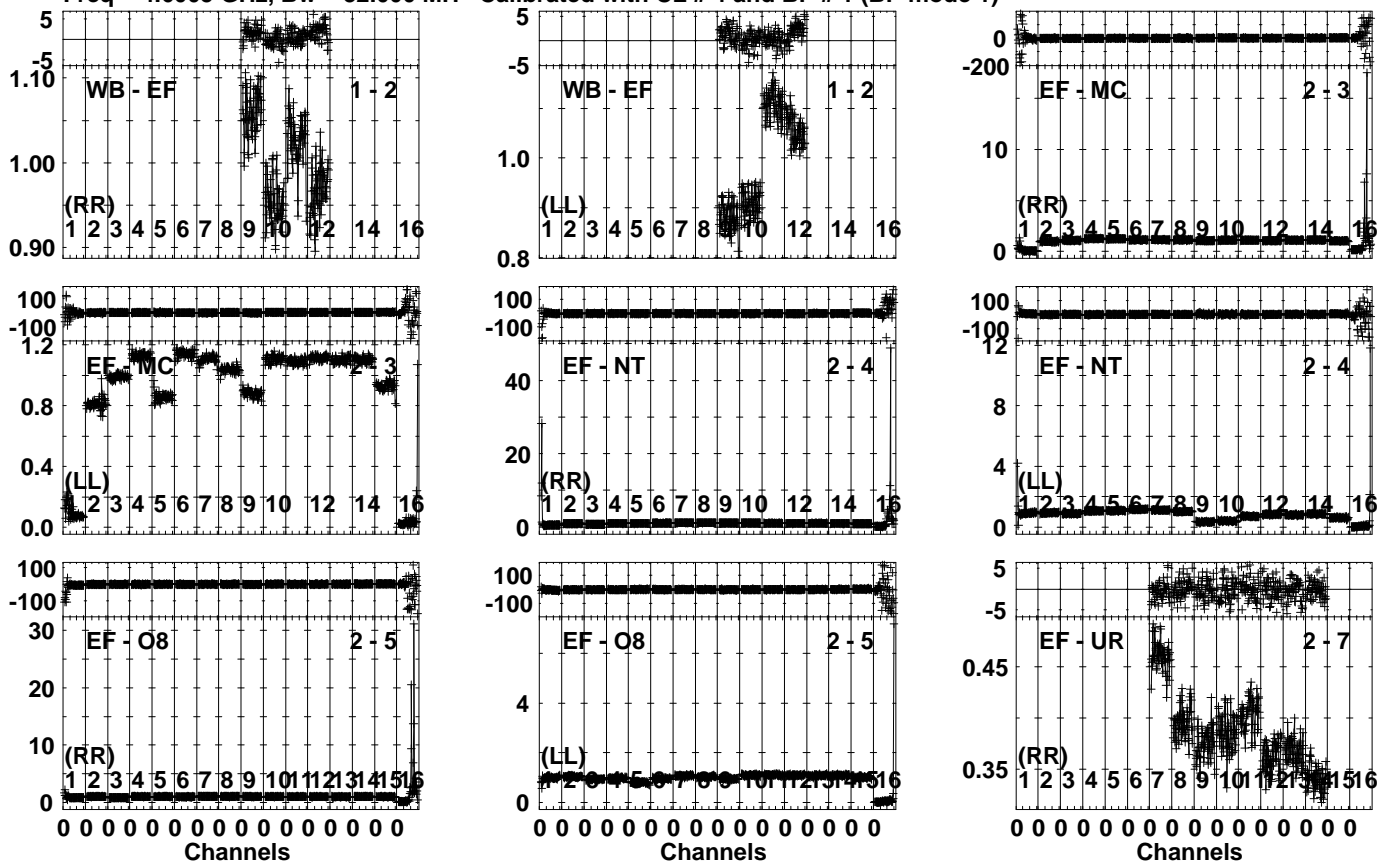 5 5 0
-5 -5 -200
1.10 WB - EF 1 - 2 WB - EF 1 - 2 EF - MC 2 - 3
1.00 1.0 10
(RR) (LL) (RR)
1 2 3 4 5 6 7 8 9 10 12 14 16 1 2 3 4 5 6 7 8 9 10 12 14 16 1 2 3 4 5 6 7 8 9 10 12 14 16
0.90 0.8 0
100 100 100
-100 -100 -100
1.2 EF - MC 2 - 3 EF - NT 2 - 4 12 EF - NT 2 - 4
0.8 40 8
0.4 20 4
(LL) (RR) (LL)
1 2 3 4 5 6 7 8 9 10 12 14 16 1 2 3 4 5 6 7 8 9 10 12 14 16 1 2 3 4 5 6 7 8 9 10 12 14 16
0.0 0 0
100 100 5
-100 -100 -5
30 EF - O8 2 - 5 EF - O8 2 - 5 EF - UR 2 - 7
20 4 0.45
10
(RR) (LL) (RR) 0.35
1 2 3 4 5 6 7 8 9 10 11 12 13 14 15 16 1 2 3 4 5 6 7 8 9 10 11 12 13 14 15 16 1 2 3 4 5 6 7 8 9 10 11 12 13 14 15 16
0 0
0 0 0 0 0 0 0 0 0 0 0 0 0 0 0 0 0 0 0 0 0 0 0 0 0 0 0 0 0 0 0 0 0 0 0 0 0 0 0 0 0 0 0 0 0 0 0 0
Channels Channels Channels